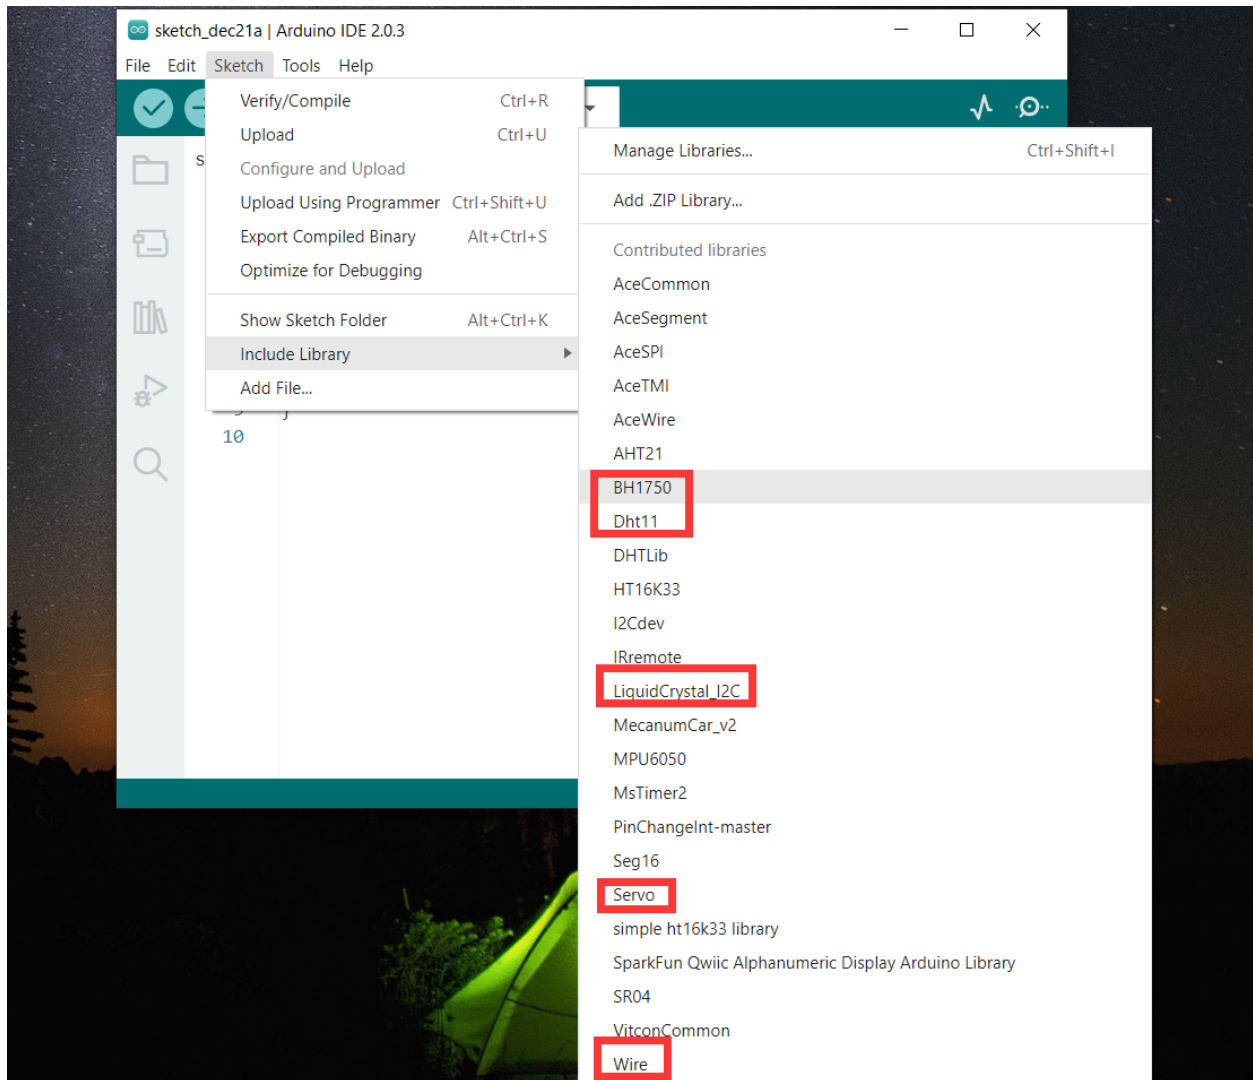 sketch_dec21a | Arduino IDE 2.0.3
File Edit Sketch Tools Help
Verify/Compile Ctrl+R
Upload Ctrl+U
Configure and Upload
Upload Using Programmer Ctrl+Shift+U
Export Compiled Binary Alt+Ctrl+S
Optimize for Debugging
Show Sketch Folder Alt+Ctrl+K
Include Library
Add File...
10
Manage Libraries... Ctrl+Shift+I
Add .ZIP Library...
Contributed libraries
AceCommon
AceSegment
AceSPI
AceTMI
AceWire
AHT21
BH1750
Dht11
DHTLib
HT16K33
I2Cdev
IRremote
LiquidCrystal_I2C
MecanumCar_v2
MPU6050
MsTimer2
PinChangeInt-master
Seg16
Servo
simple ht16k33 library
SparkFun Qwiic Alphanumeric Display Arduino Library
SR04
VitconCommon
Wire